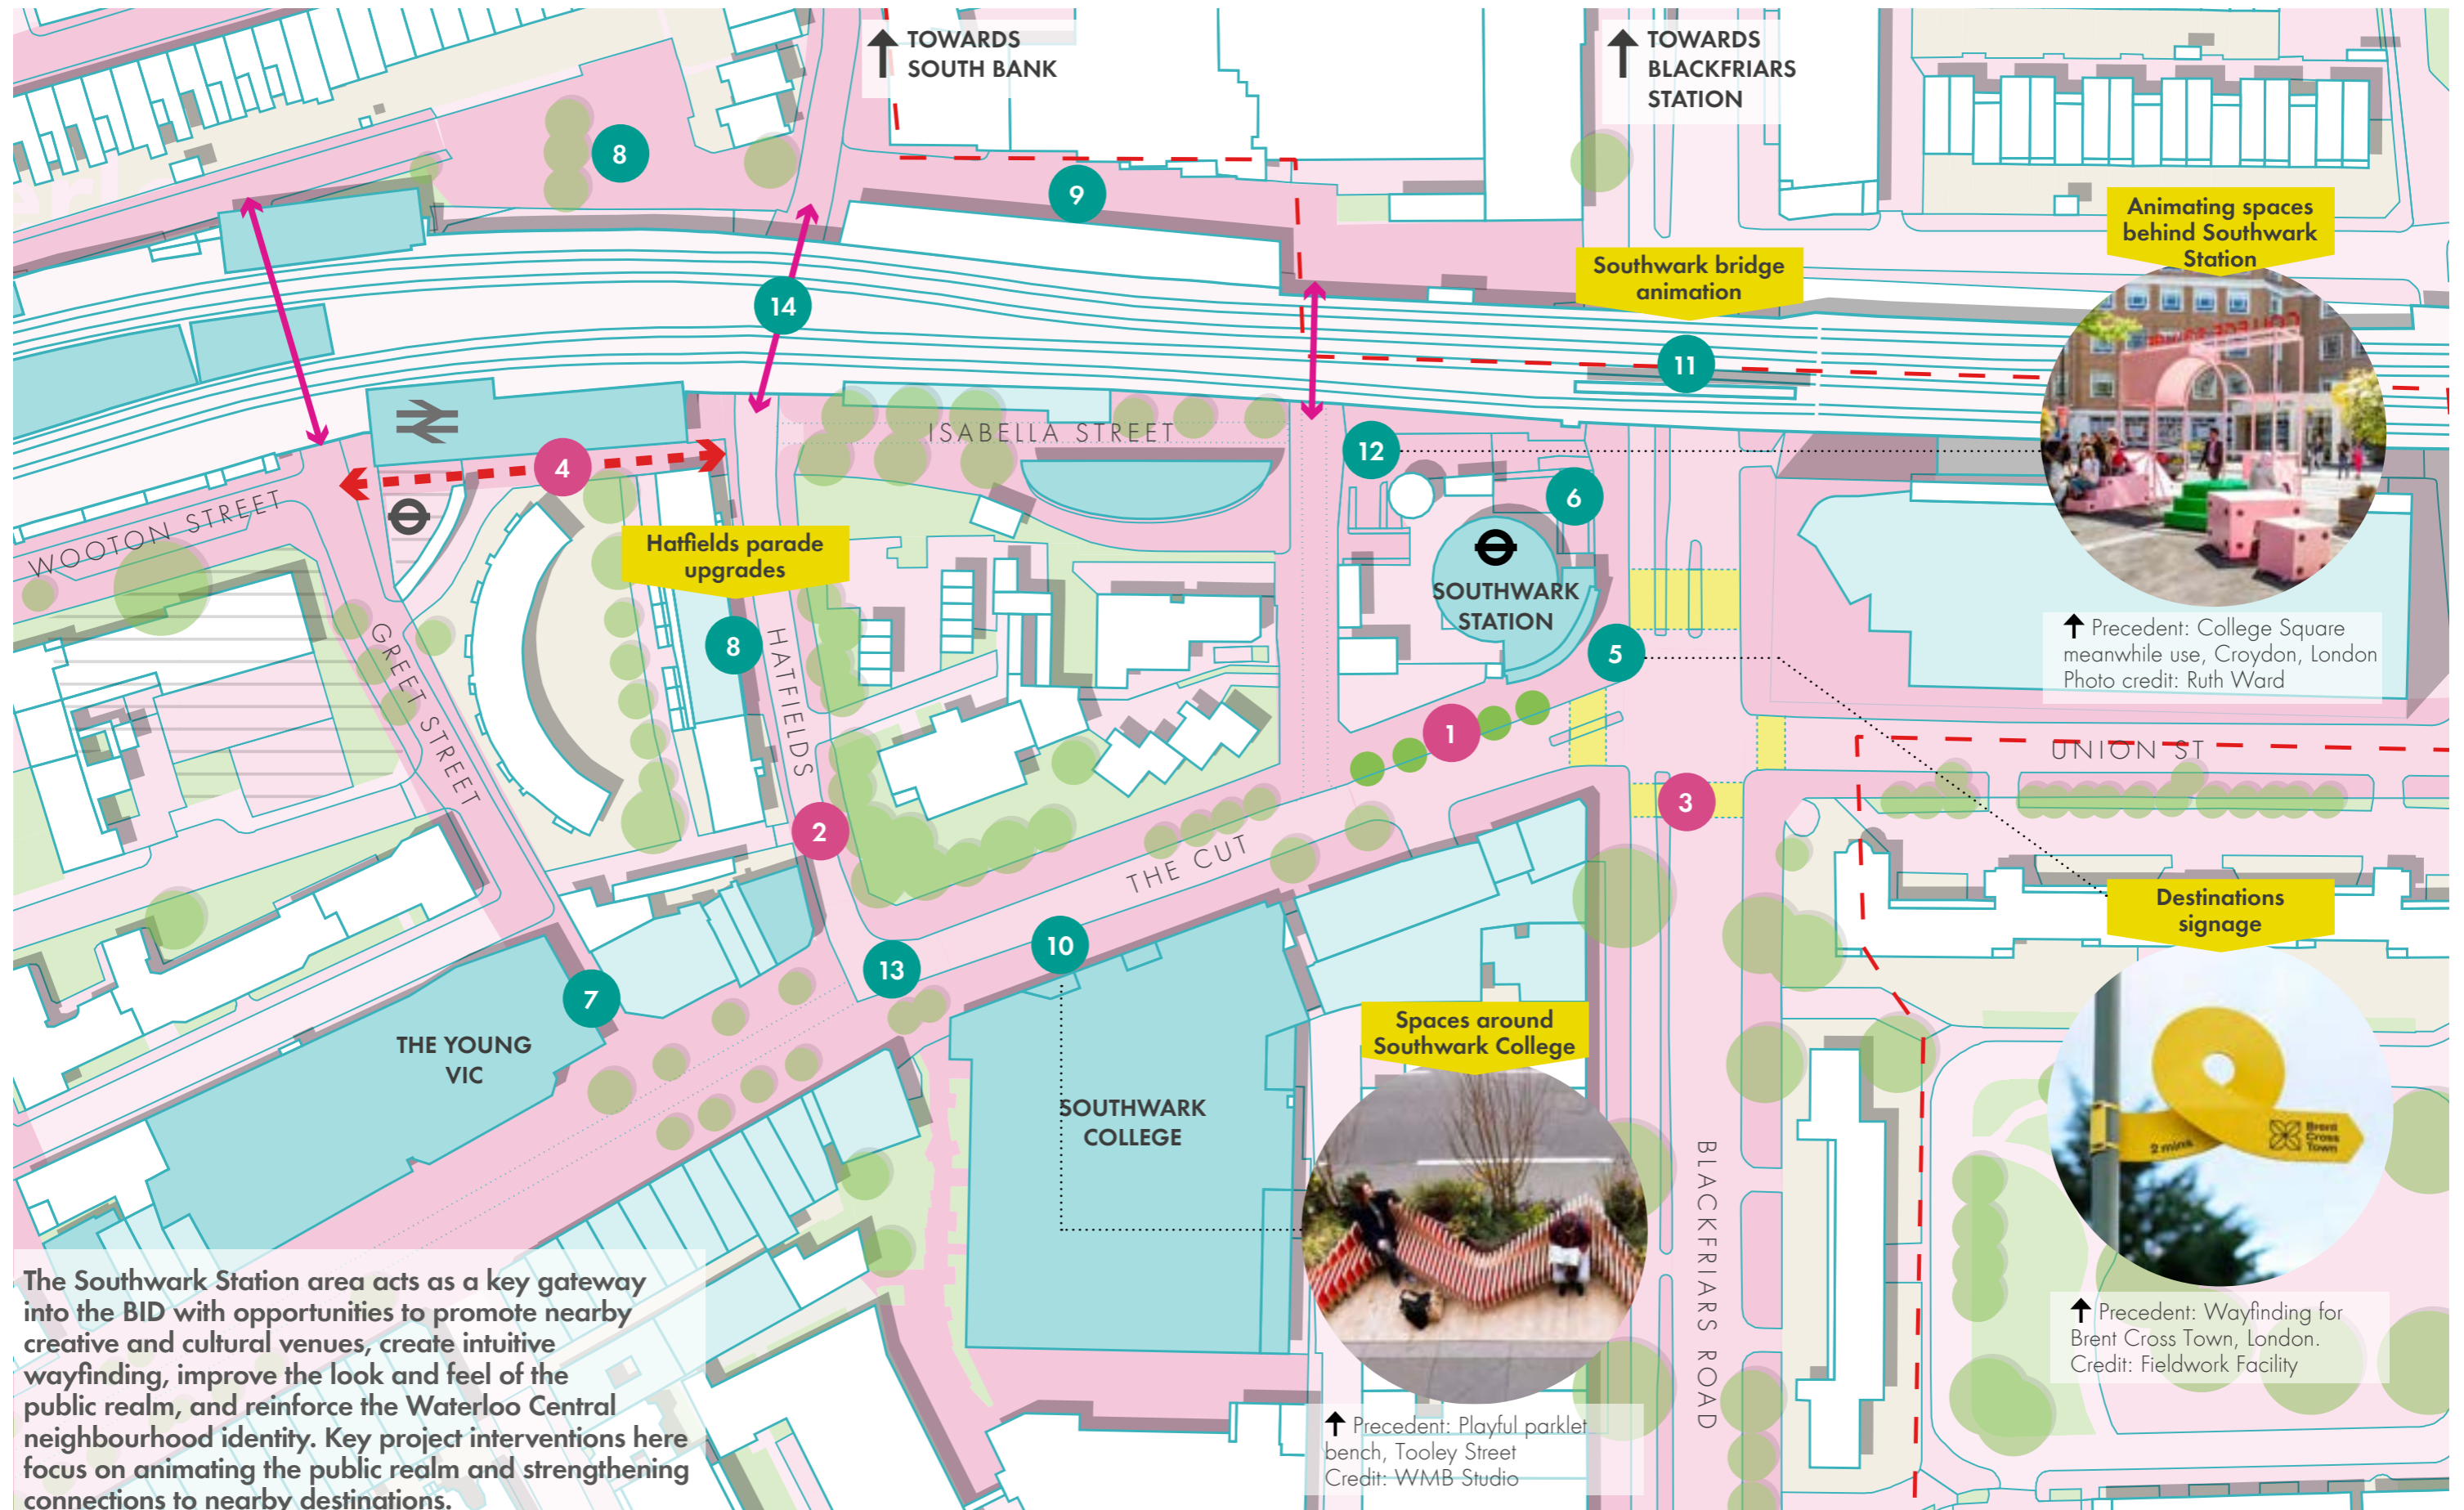 TOWARDS
SOUTH BANK
TOWARDS
BLACKFRIARS
STATION
8
9
Animating spaces
behind Southwark
Station
Southwark bridge
animation
14
11
ISABELLA STREET
12
4
6
WOOTON STREET
Hatfields parade
upgrades
SOUTHWARK
STATION
8
HATFIELDS
5
GREET STREET
Precedent: College Square
meanwhile use, Croydon, London
Photo credit: Ruth Ward
1
UNION ST
2
3
THE CUT
Destinations
signage
10
13
7
THE YOUNG
VIC
Spaces around
Southwark College
SOUTHWARK
COLLEGE
2 mins
Brent
Cross
Town
BLACKFRIARS ROAD
The Southwark Station area acts as a key gateway
into the BID with opportunities to promote nearby
creative and cultural venues, create intuitive
wayfinding, improve the look and feel of the
public realm, and reinforce the Waterloo Central
neighbourhood identity. Key project interventions here
focus on animating the public realm and strengthening
connections to nearby destinations.
Precedent: Wayfinding for
Brent Cross Town, London.
Credit: Fieldwork Facility
Precedent: Playful parklet
bench, Tooley Street
Credit: WMB Studio